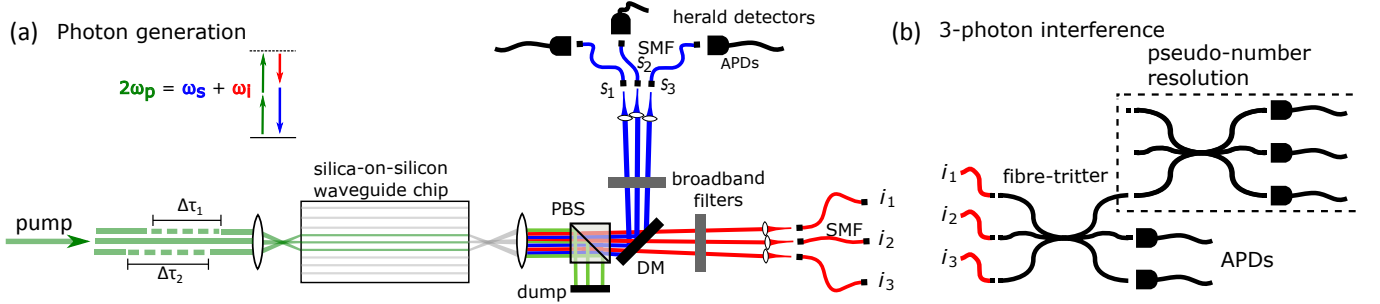 (a) Photon generation
2ωp = ωs + ωi
herald detectors
SMF
APDs
s1
s2
s3
silica-on-silicon
waveguide chip
pump
Δτ1
Δτ2
PBS
dump
DM
broadband
filters
i1
SMF
i2
i3
(b) 3-photon interference
pseudo-number
resolution
i1
fibre-tritter
i2
i3
APDs